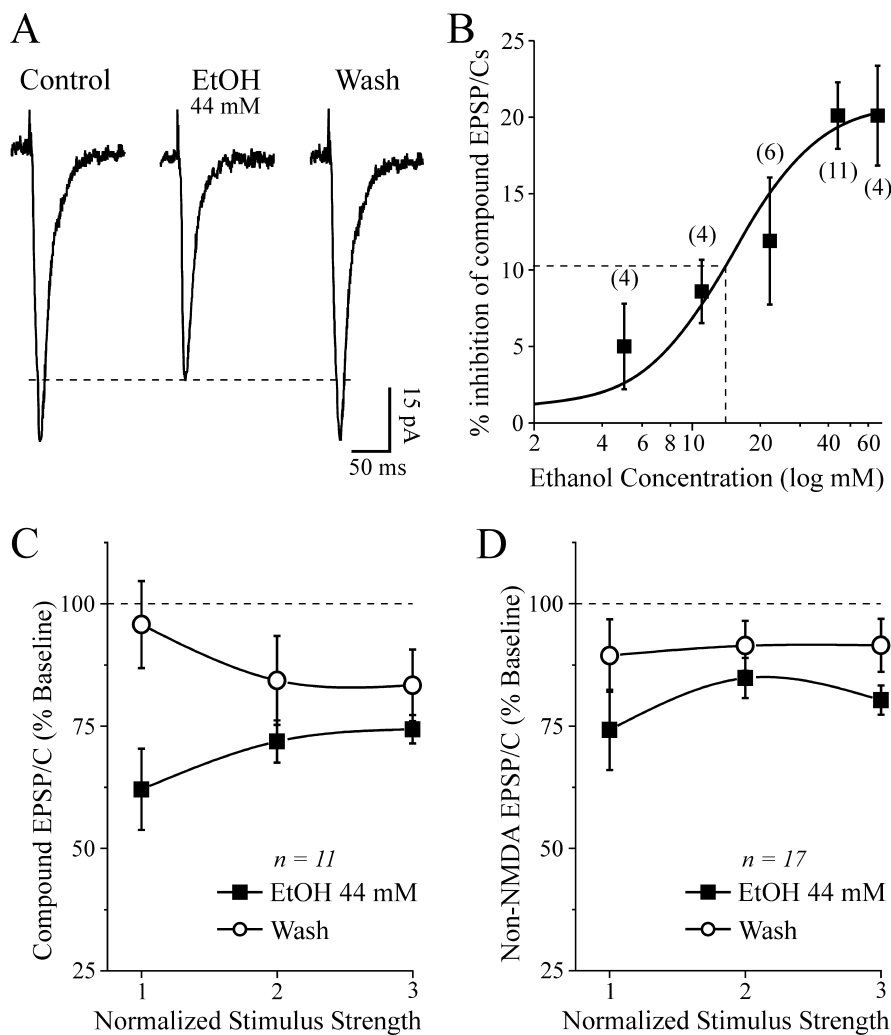 A
Control
EtOH
44 mM
Wash
15 pA
50 ms
B
% inhibition of compound EPSP/Cs
25
20
15
10
5
0
(4)
(4)
(6)
(11)
(4)
2 4 6 8 10 20 40 60
Ethanol Concentration (log mM)
C
Compound EPSP/C (% Baseline)
100
75
50
25
n = 11
EtOH 44 mM
Wash
1 2 3
Normalized Stimulus Strength
D
Non-NMDA EPSP/C (% Baseline)
100
75
50
25
n = 17
EtOH 44 mM
Wash
1 2 3
Normalized Stimulus Strength